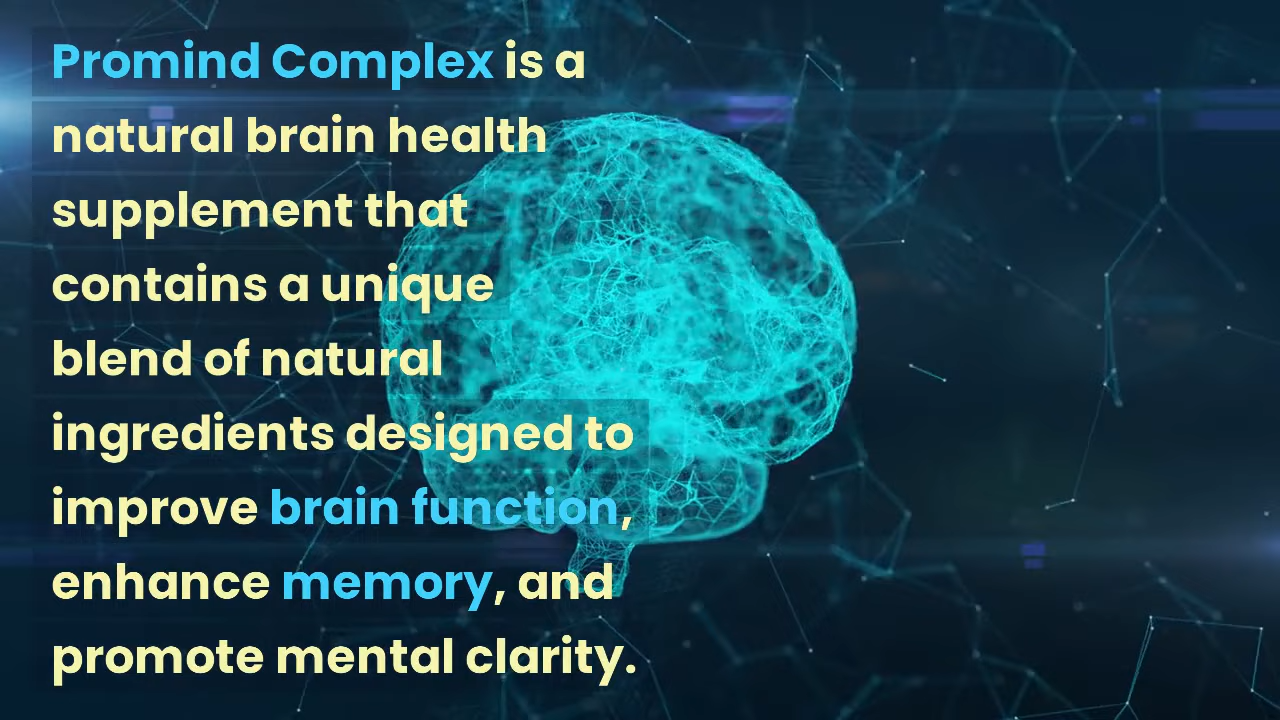 Promind Complex is a
natural brain health
supplement that
contains a unique
blend of natural
ingredients designed to
improve brain function,
enhance memory, and
promote mental clarity.